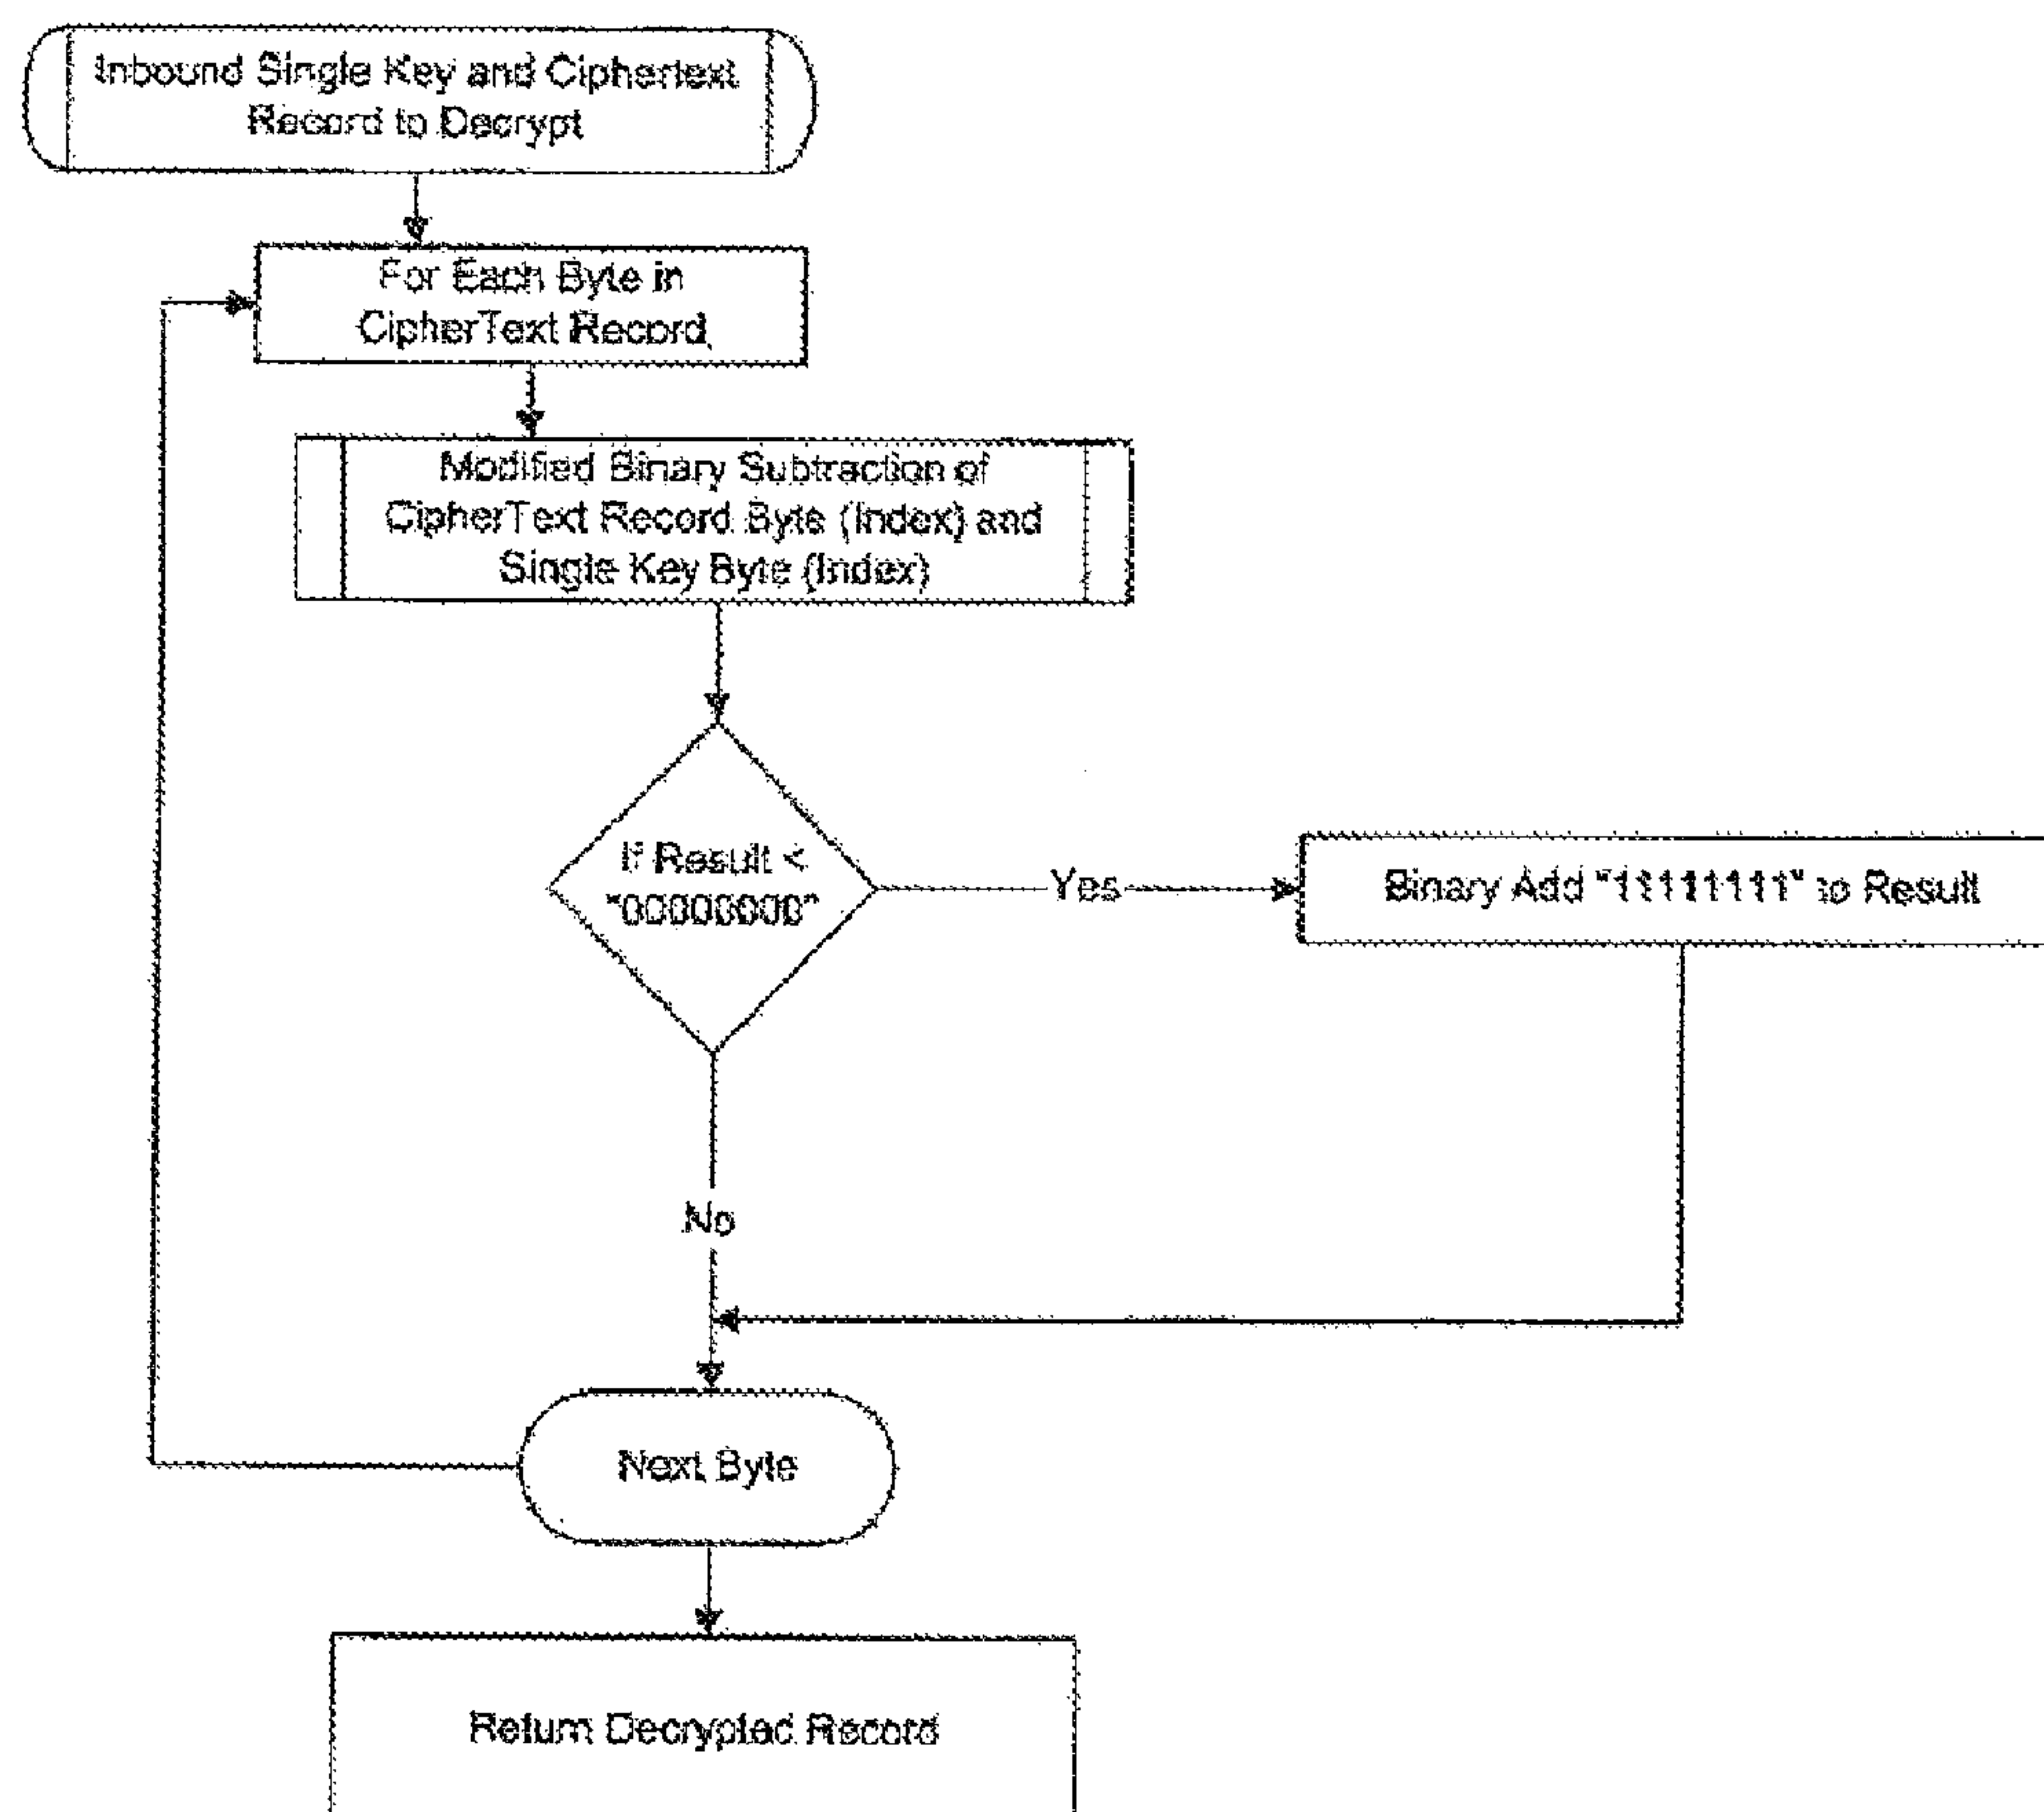 Inbound Single Key and Ciphertext
Record to Decrypt
For Each Byte in
CipherText Record
Modified Binary Subtraction of
CipherText Record Byte (Index) and
Single Key Byte (Index)
If Result <
"00000000"
Yes
Binary Add "11111111" to Result
No
Next Byte
Return Decrypted Record